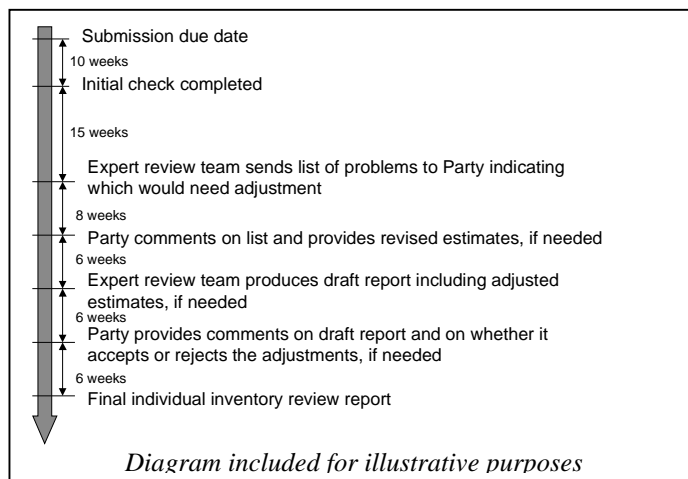 Submission due date
10 weeks
Initial check completed
15 weeks
Expert review team sends list of problems to Party indicating
which would need adjustment
8 weeks
Party comments on list and provides revised estimates, if needed
6 weeks
Expert review team produces draft report including adjusted
estimates, if needed
6 weeks
Party provides comments on draft report and on whether it
accepts or rejects the adjustments, if needed
6 weeks
Final individual inventory review report
Diagram included for illustrative purposes